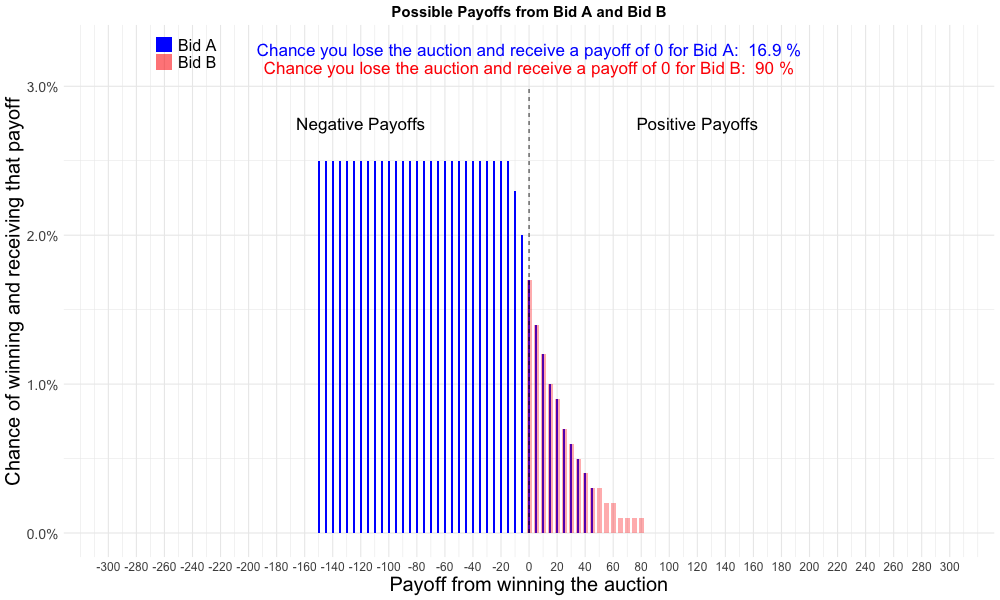 Possible Payoffs from Bid A and Bid B
Bid A
Bid B
Chance you lose the auction and receive a payoff of 0 for Bid A:  16.9 %
Chance you lose the auction and receive a payoff of 0 for Bid B:  90 %
Negative Payoffs
Positive Payoffs
Chance of winning and receiving that payoff
3.0%
2.0%
1.0%
0.0%
-300 -280 -260 -240 -220 -200 -180 -160 -140 -120 -100 -80 -60 -40 -20 0 20 40 60 80 100 120 140 160 180 200 220 240 260 280 300
Payoff from winning the auction